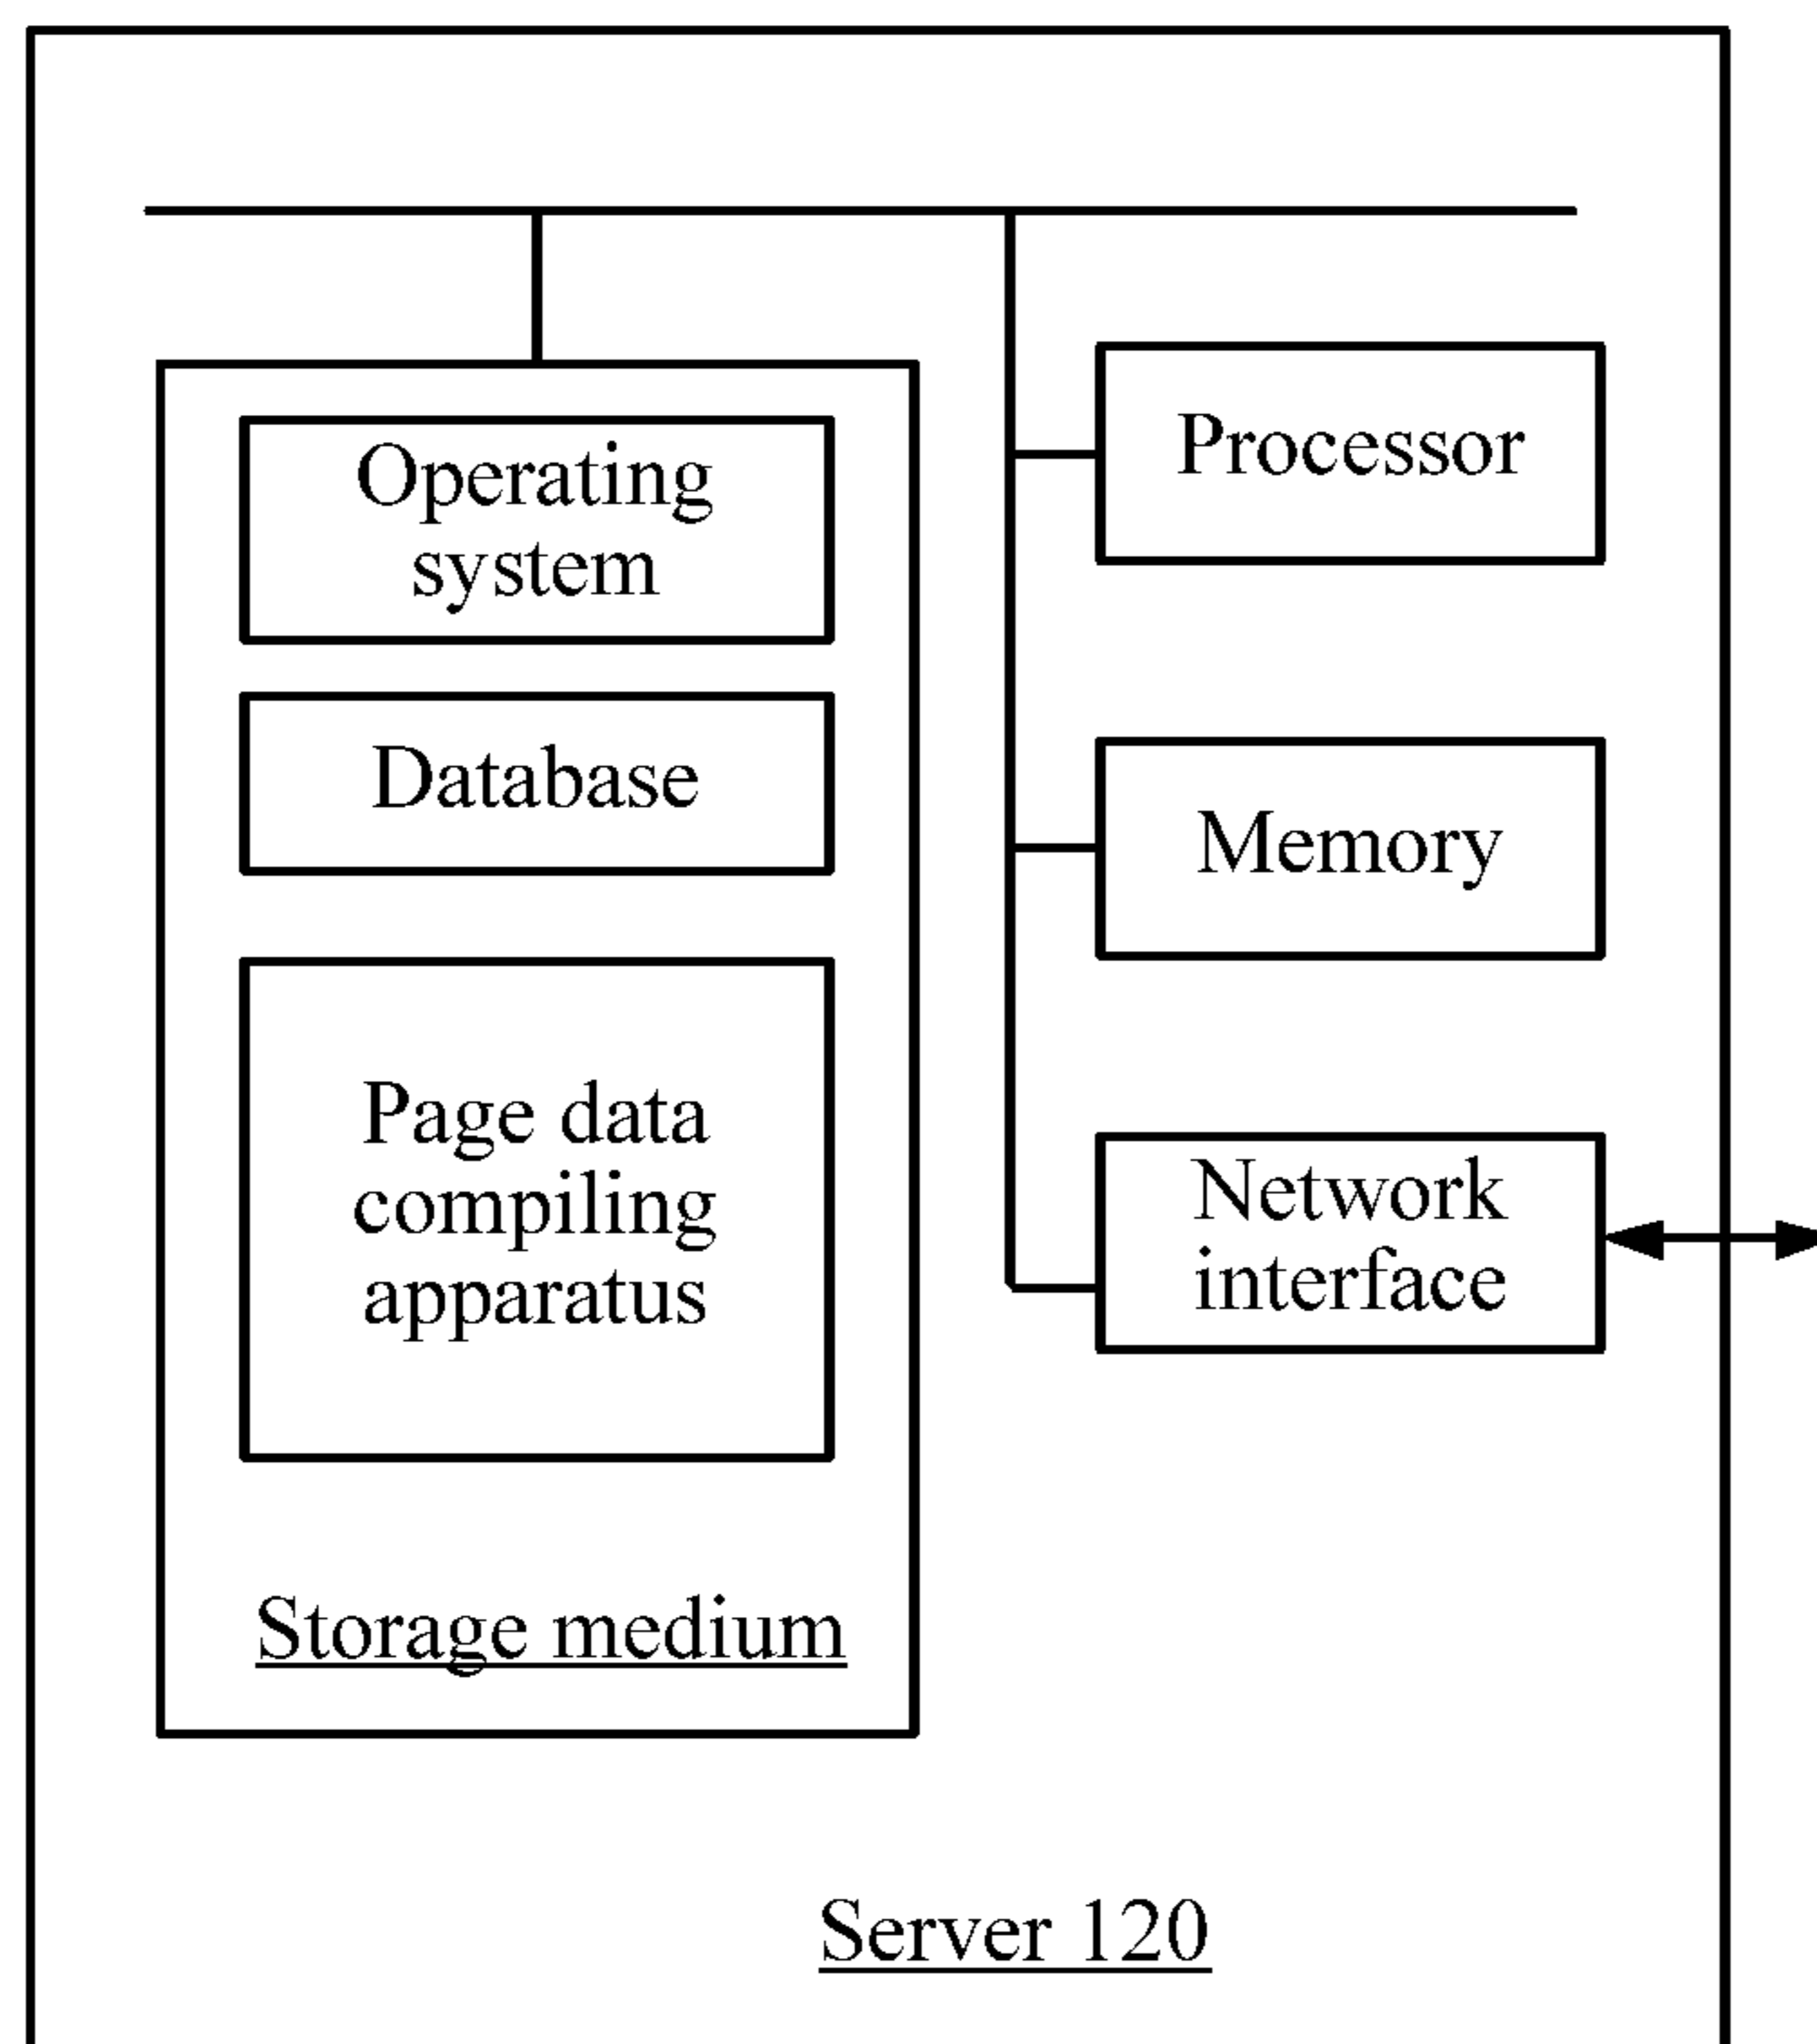 Operating
system
Database
Page data
compiling
apparatus
Storage medium
Processor
Memory
Network
interface
Server 120